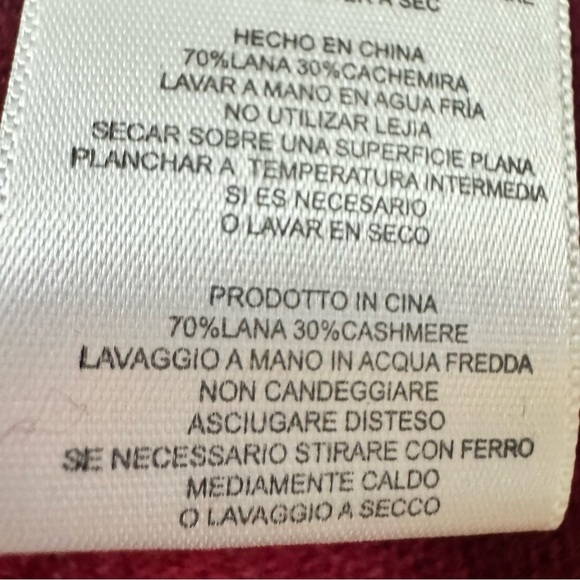 A SEC
HECHO EN CHINA
70%LANA 30%CACHEMIRA
LAVAR A MANO EN AGUA FRÍA
NO UTILIZAR LEJIA
SECAR SOBRE UNA SUPERFICIE PLANA
PLANCHAR A TEMPERATURA INTERMEDIA
SI ES NECESARIO
O LAVAR EN SECO
PRODOTTO IN CINA
70%LANA 30%CASHMERE
LAVAGGIO A MANO IN ACQUA FREDDA
NON CANDEGGIARE
ASCIUGARE DISTESO
SE NECESSARIO STIRARE CON FERRO
MEDIAMENTE CALDO
O LAVAGGIO A SECCO